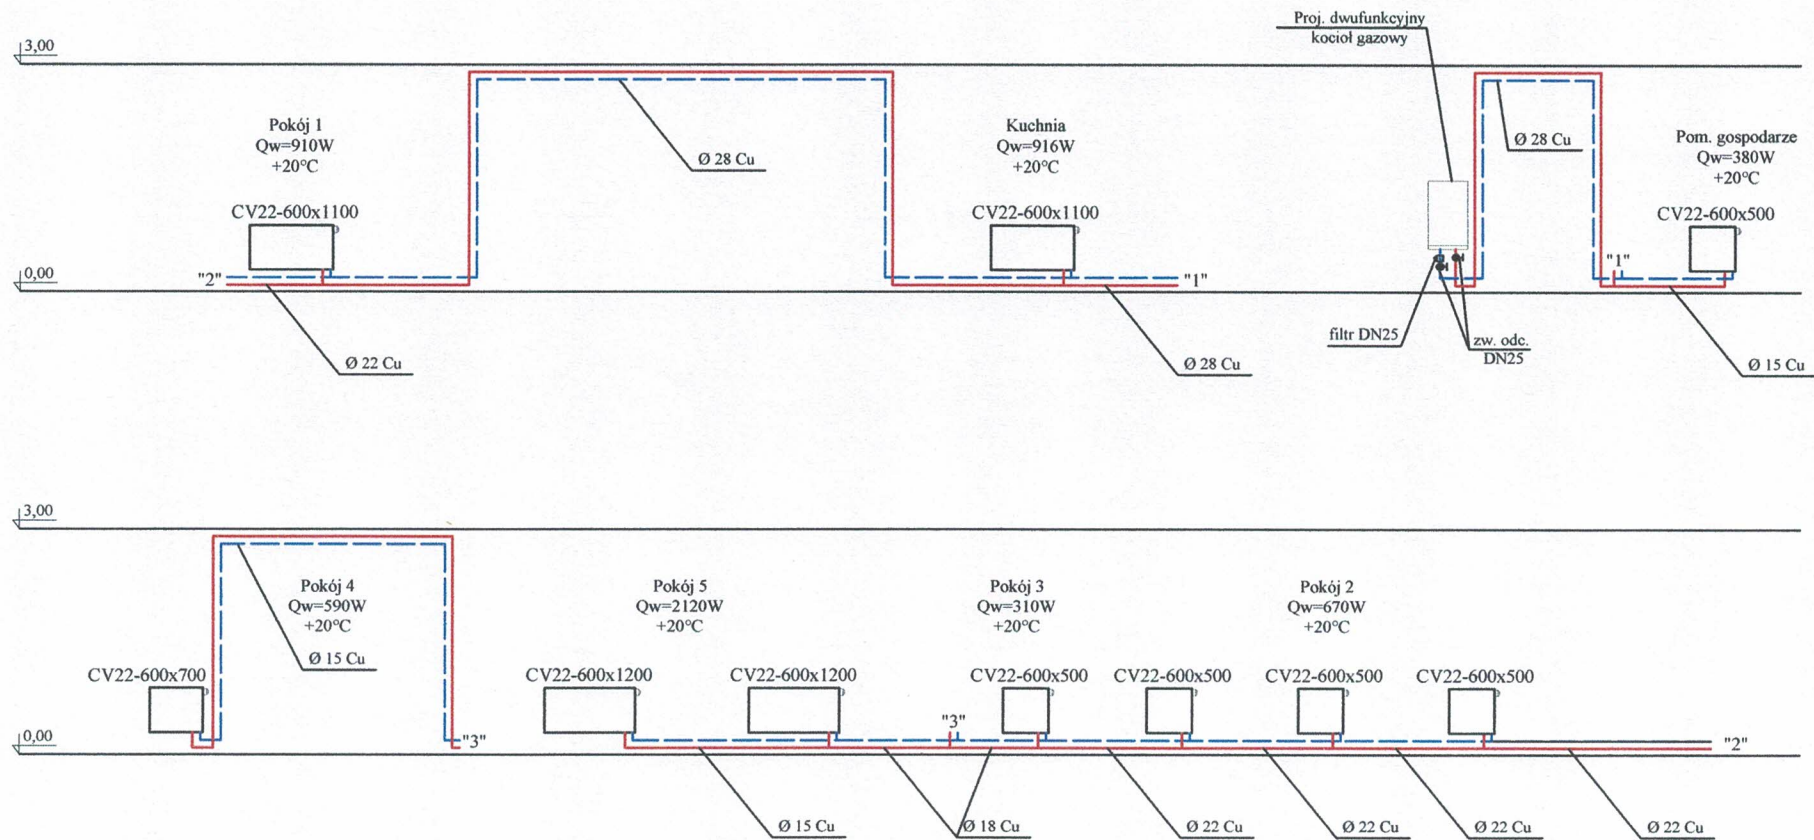 3,00
Proj. dwufunkcyjny
kocioł gazowy
Pokój 1
Qw=910W
+20°C
Ø 28 Cu
Kuchnia
Qw=916W
+20°C
Ø 28 Cu
Pom. gospodarze
Qw=380W
+20°C
CV22-600x1100
CV22-600x1100
CV22-600x500
0,00
"2"
"1"
"1"
filtr DN25
zw. odc.
DN25
Ø 22 Cu
Ø 28 Cu
Ø 15 Cu
3,00
Pokój 4
Qw=590W
+20°C
Pokój 5
Qw=2120W
+20°C
Pokój 3
Qw=310W
+20°C
Pokój 2
Qw=670W
+20°C
Ø 15 Cu
CV22-600x700
CV22-600x1200
CV22-600x1200
CV22-600x500
CV22-600x500
CV22-600x500
CV22-600x500
0,00
"3"
"3"
"2"
Ø 15 Cu
Ø 18 Cu
Ø 22 Cu
Ø 22 Cu
Ø 22 Cu
Ø 22 Cu